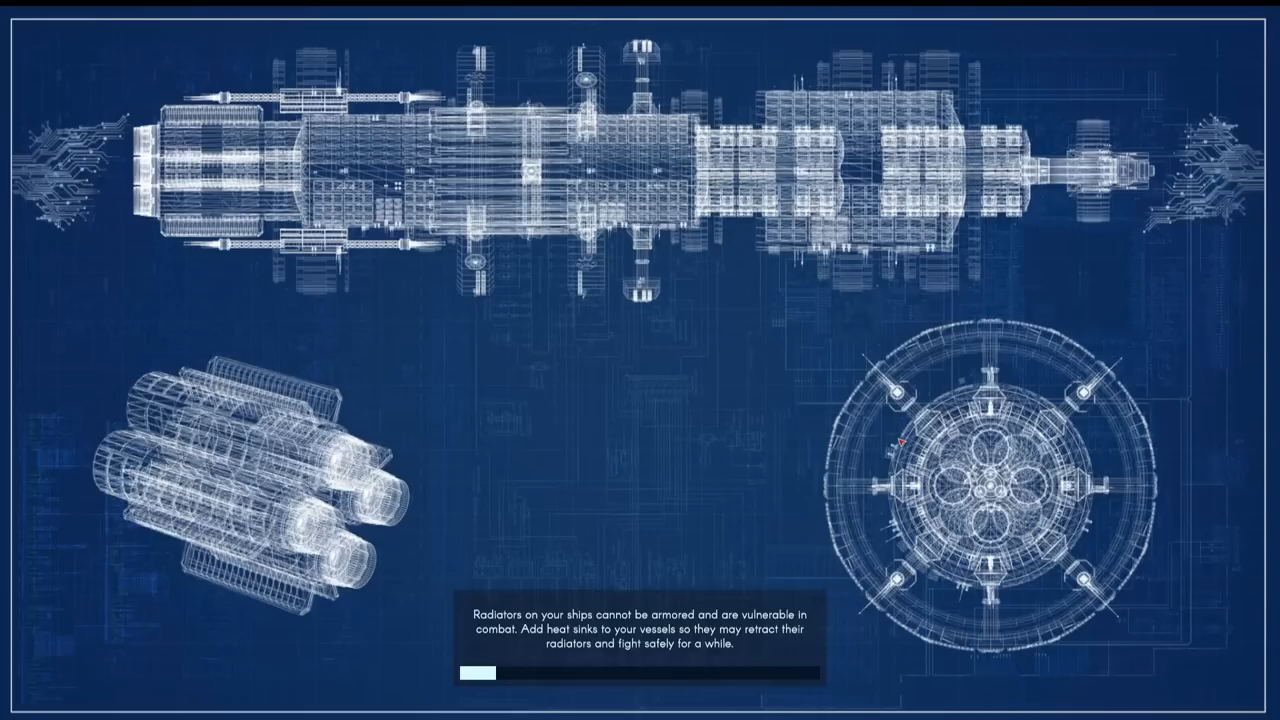 Radiators on your ships cannot be armored and are vulnerable in
combat. Add heat sinks to your vessels so they may retract their
radiators and fight safely for a while.